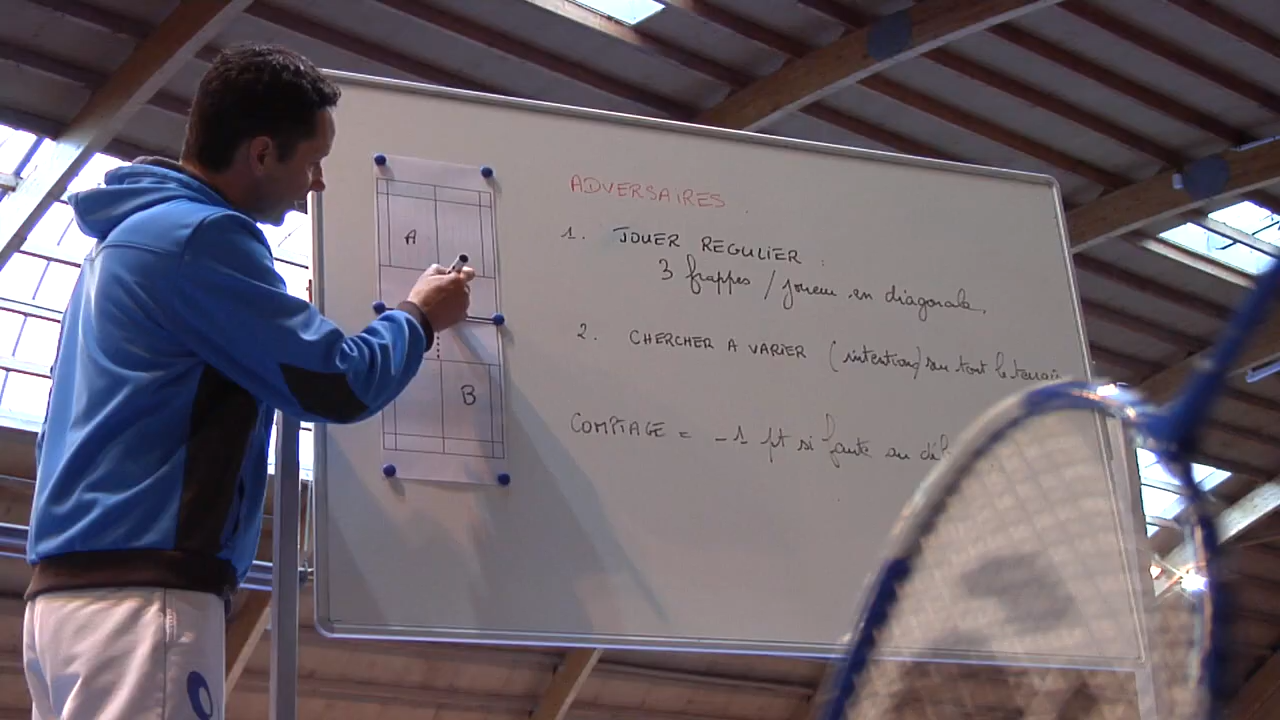 ADVERSAIRES.
1. JOUER REGULIER :
3 frappes / joueur en diagonale.
2. CHERCHER A VARIER (intention) sur tout le terrain
COMPTAGE = -1 pt si faute au
A
B